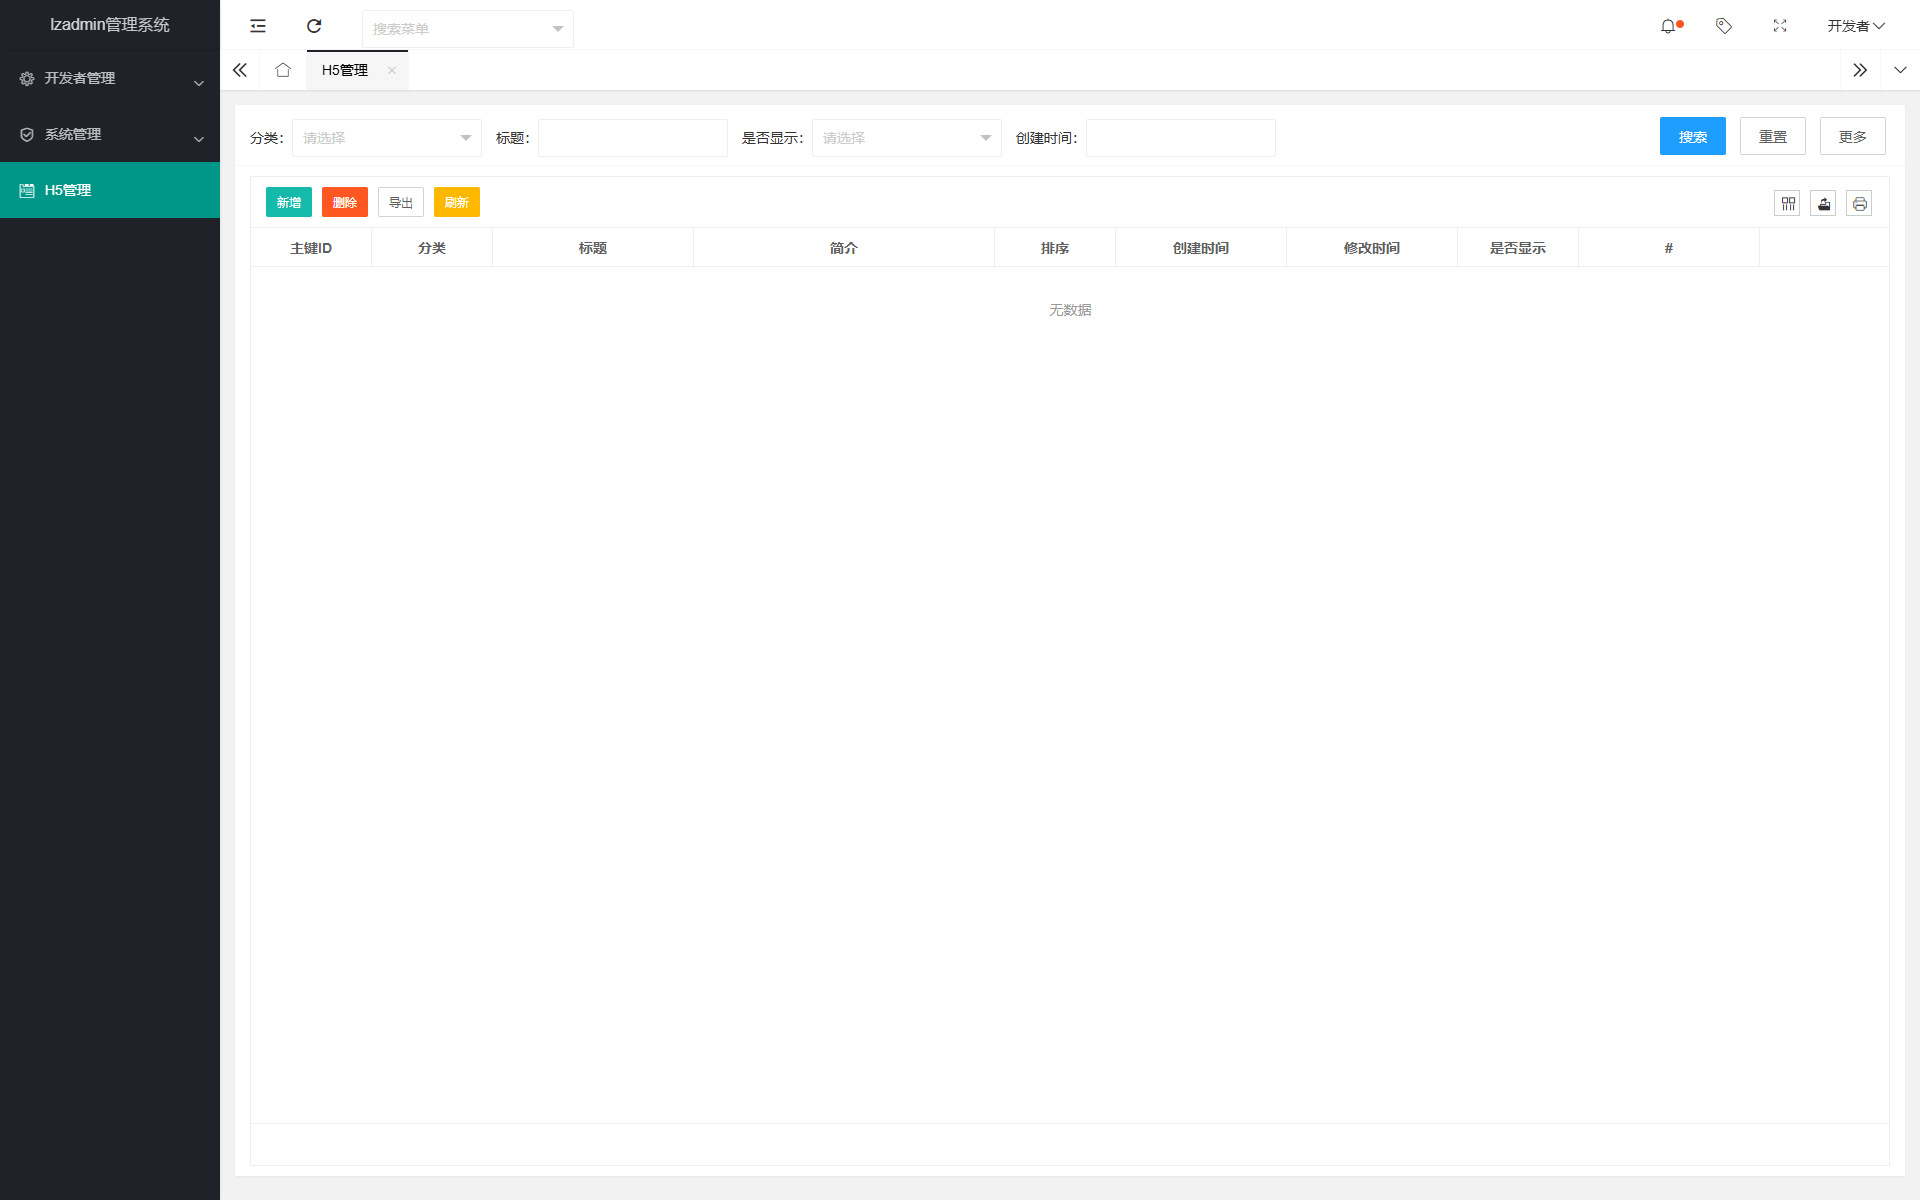 lzadmin管理系统
搜索菜单
开发者
开发者管理
系统管理
H5管理
H5管理
分类：
请选择
标题：
是否显示：
请选择
创建时间：
搜索
重置
更多
新增
删除
导出
刷新
主键ID
分类
标题
简介
排序
创建时间
修改时间
是否显示
#
无数据